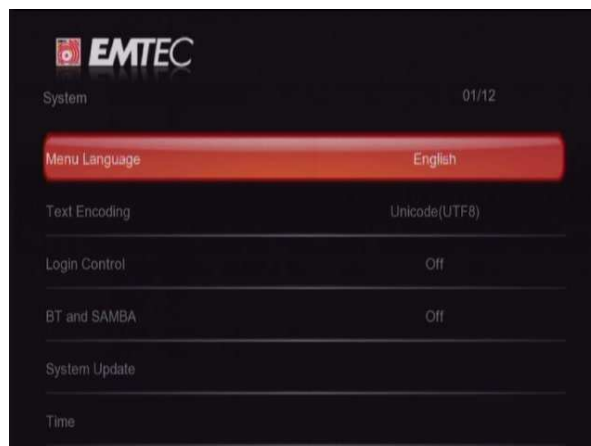 EMTEC
System 01/12
Menu Language English
Text Encoding Unicode(UTF8)
Login Control Off
BT and SAMBA Off
System Update
Time